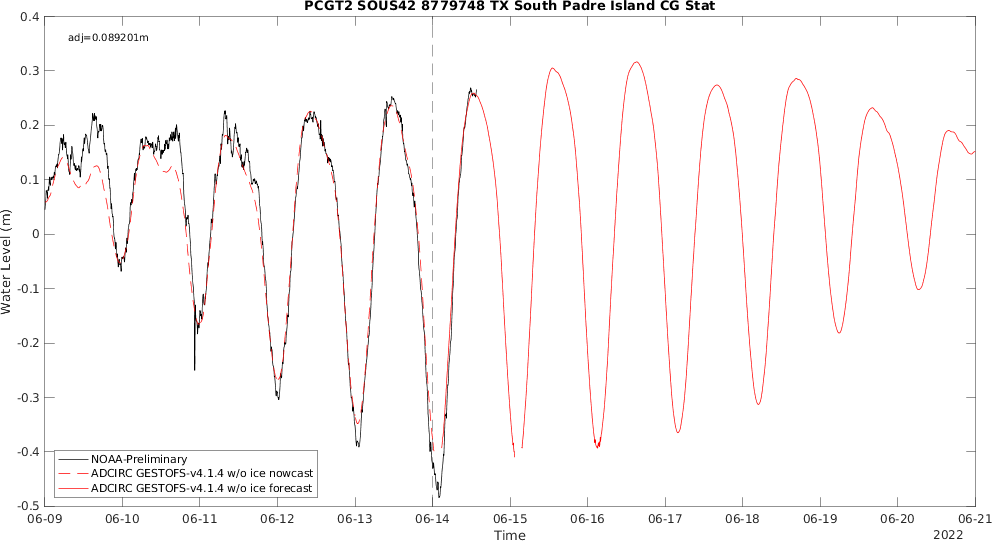 PCGT2 SOUS42 8779748 TX South Padre Island CG Stat
adj=0.089201m
0.4
0.3
0.2
0.1
0
-0.1
-0.2
-0.3
-0.4
-0.5
Water Level (m)
NOAA-Preliminary
ADCIRC GESTOFS-v4.1.4 w/o ice nowcast
ADCIRC GESTOFS-v4.1.4 w/o ice forecast
06-09 06-10 06-11 06-12 06-13 06-14 06-15 06-16 06-17 06-18 06-19 06-20 06-21
Time
2022